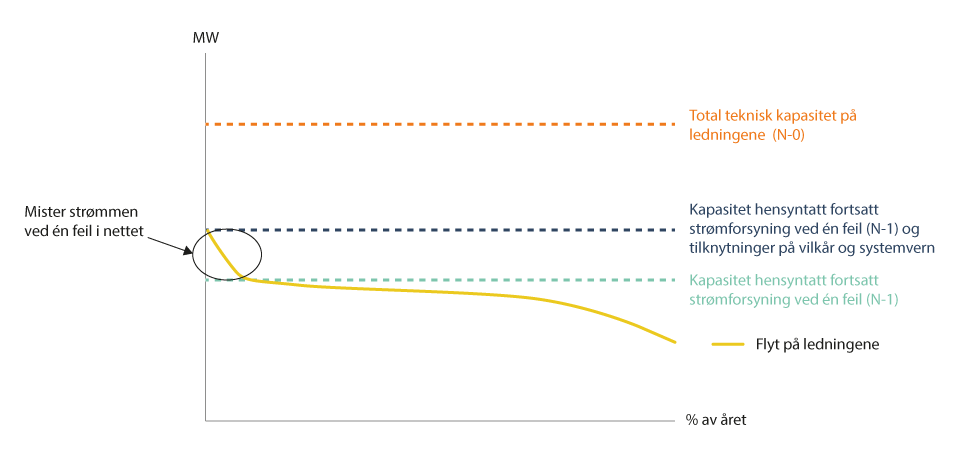 MW
Total teknisk kapasitet på
ledningene (N-0)
Mister strømmen
ved én feil i nettet
Kapasitet hensyntatt fortsatt
strømforsyning ved én feil (N-1) og
tilknytninger på vilkår og systemvern
Kapasitet hensyntatt fortsatt
strømforsyning ved én feil (N-1)
Flyt på ledningene
% av året